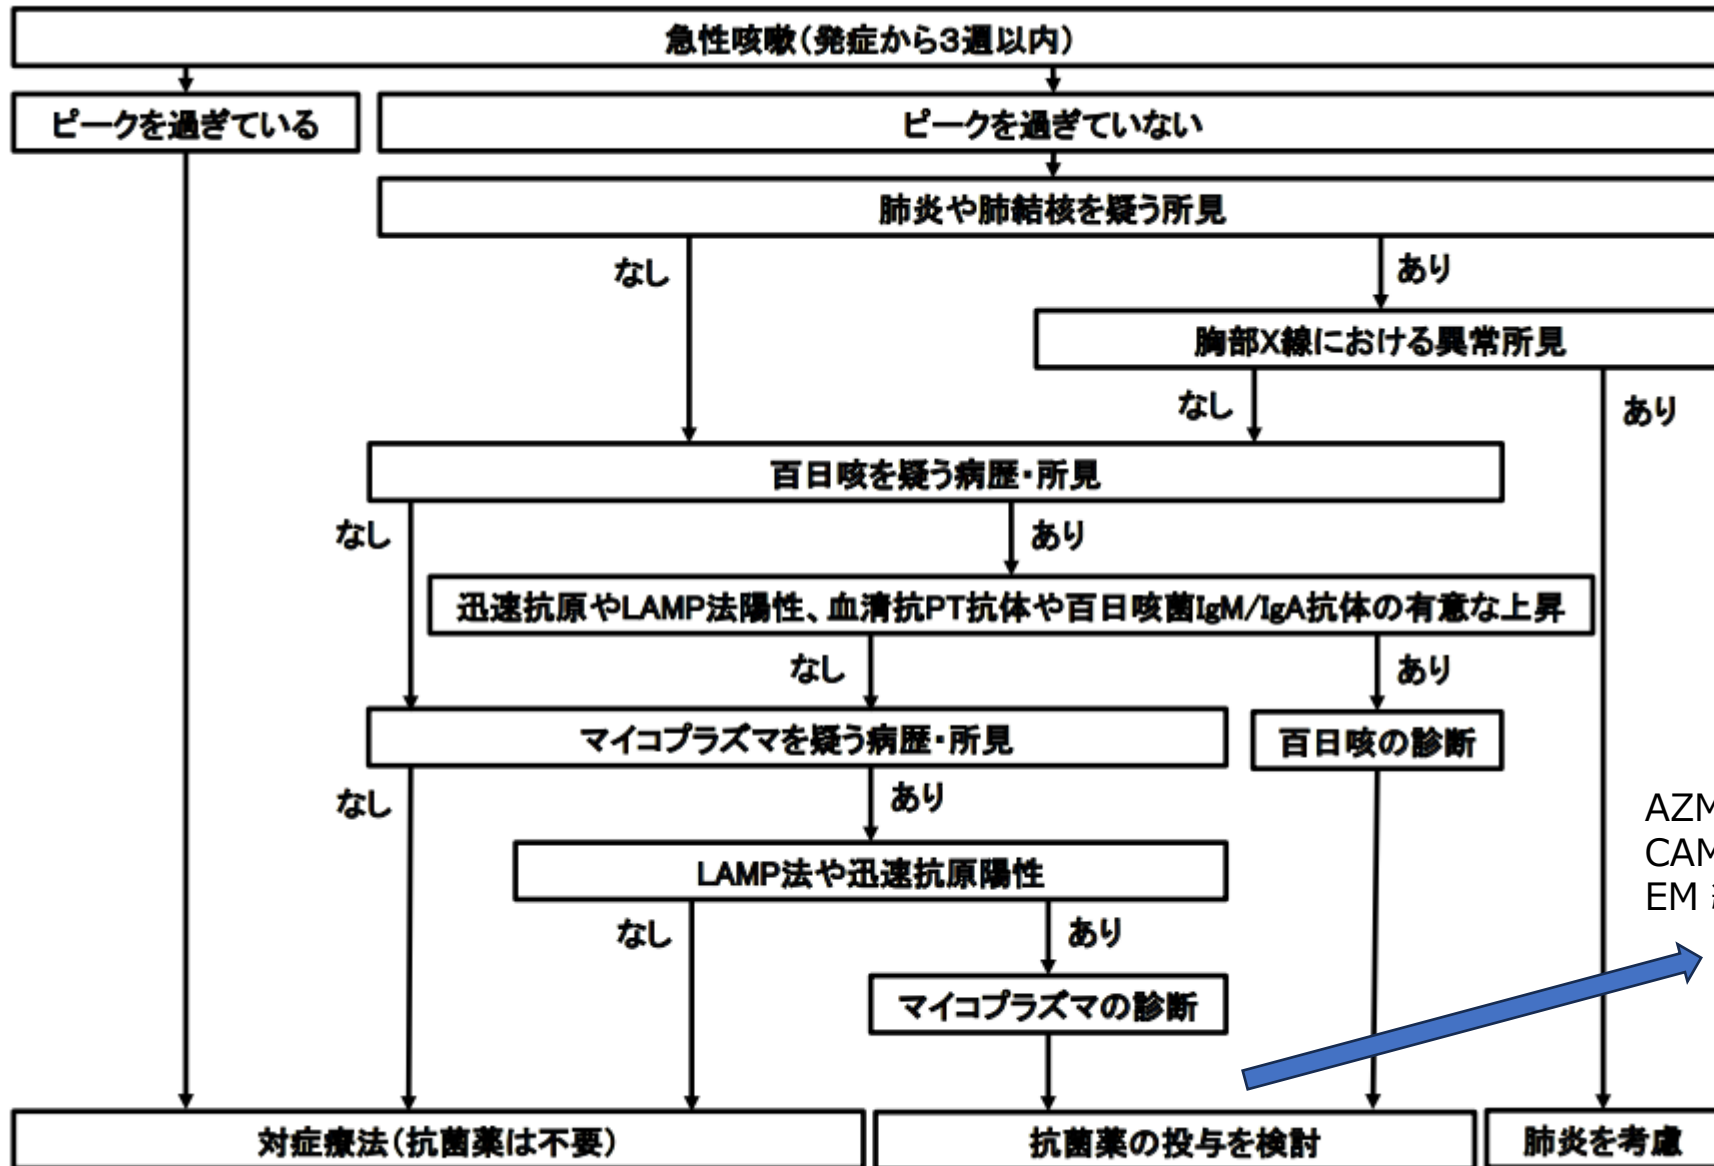 急性咳嗽(発症から3週以内)
ピークを過ぎている
ピークを過ぎていない
肺炎や肺結核を疑う所見
なし
あり
胸部X線における異常所見
なし
あり
百日咳を疑う病歴・所見
なし
あり
迅速抗原やLAMP法陽性、血清抗PT抗体や百日咳菌IgM/IgA抗体の有意な上昇
なし
あり
マイコプラズマを疑う病歴・所見
百日咳の診断
なし
あり
AZM
CAM
EM
LAMP法や迅速抗原陽性
なし
あり
マイコプラズマの診断
対症療法(抗菌薬は不要)
抗菌薬の投与を検討
肺炎を考慮